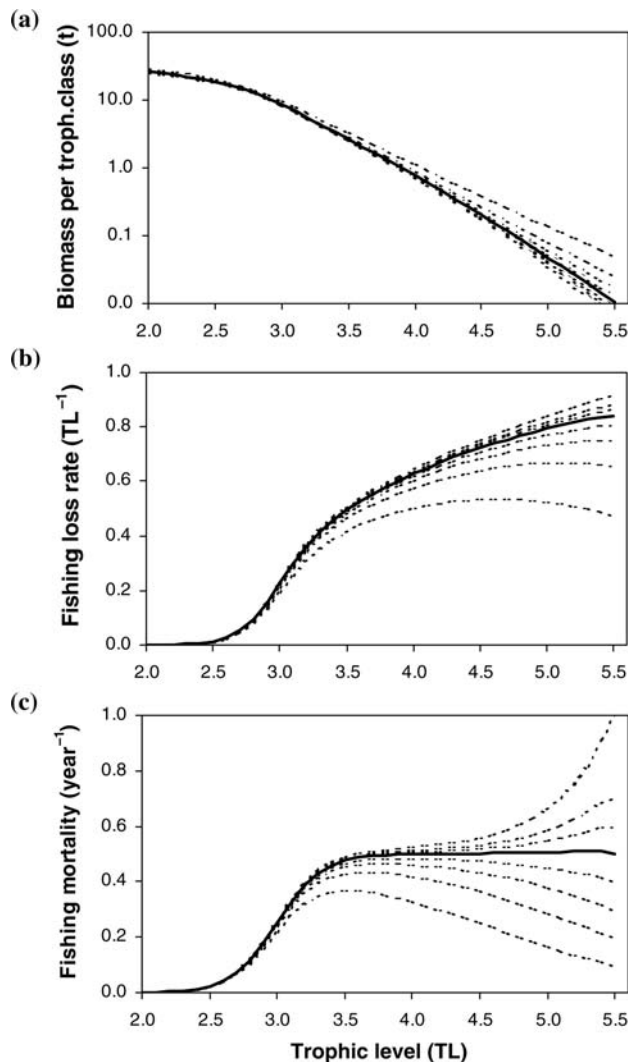 (a)
Biomass per troph.class (t)
100.0
10.0
1.0
0.1
0.0
2.0 2.5 3.0 3.5 4.0 4.5 5.0 5.5
(b)
Fishing loss rate (TL⁻¹)
1.0
0.8
0.6
0.4
0.2
0.0
2.0 2.5 3.0 3.5 4.0 4.5 5.0 5.5
(c)
Fishing mortality (year⁻¹)
1.0
0.8
0.6
0.4
0.2
0.0
2.0 2.5 3.0 3.5 4.0 4.5 5.0 5.5
Trophic level (TL)